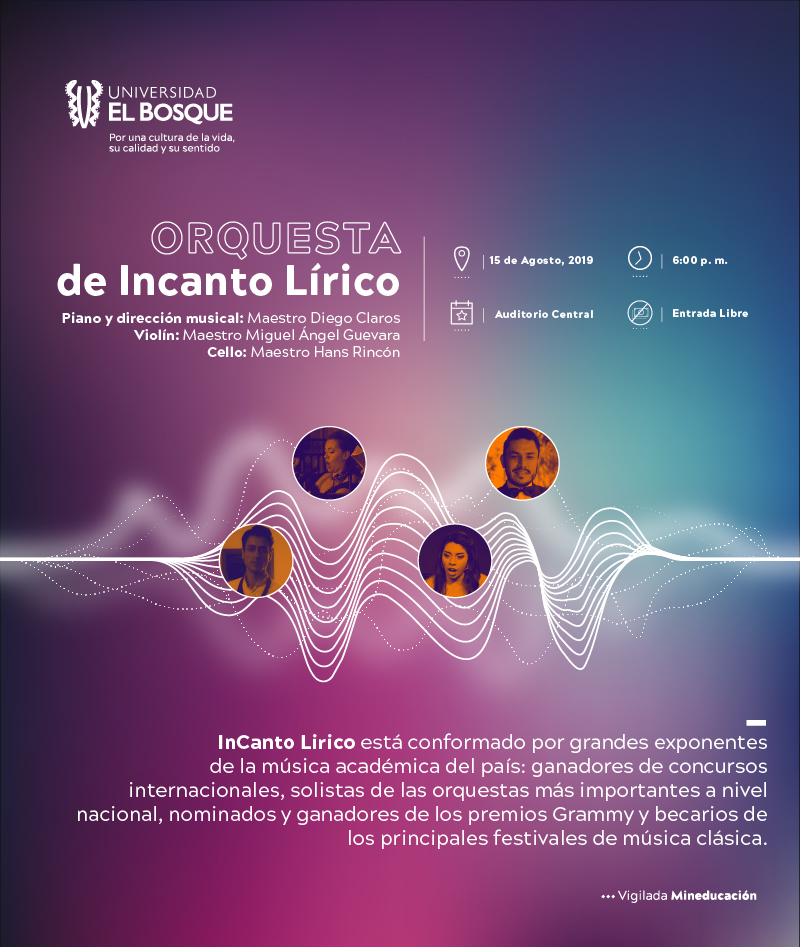 UNIVERSIDAD
EL BOSQUE
Por una cultura de la vida,
su calidad y su sentido
ORQUESTA
de Incanto Lírico
Piano y dirección musical: Maestro Diego Claros
Violín: Maestro Miguel Ángel Guevara
Cello: Maestro Hans Rincón
15 de Agosto, 2019
6:00 p. m.
Auditorio Central
Entrada Libre
InCanto Lirico está conformado por grandes exponentes
de la música académica del país: ganadores de concursos
internacionales, solistas de las orquestas más importantes a nivel
nacional, nominados y ganadores de los premios Grammy y becarios de
los principales festivales de música clásica.
Vigilada Mineducación